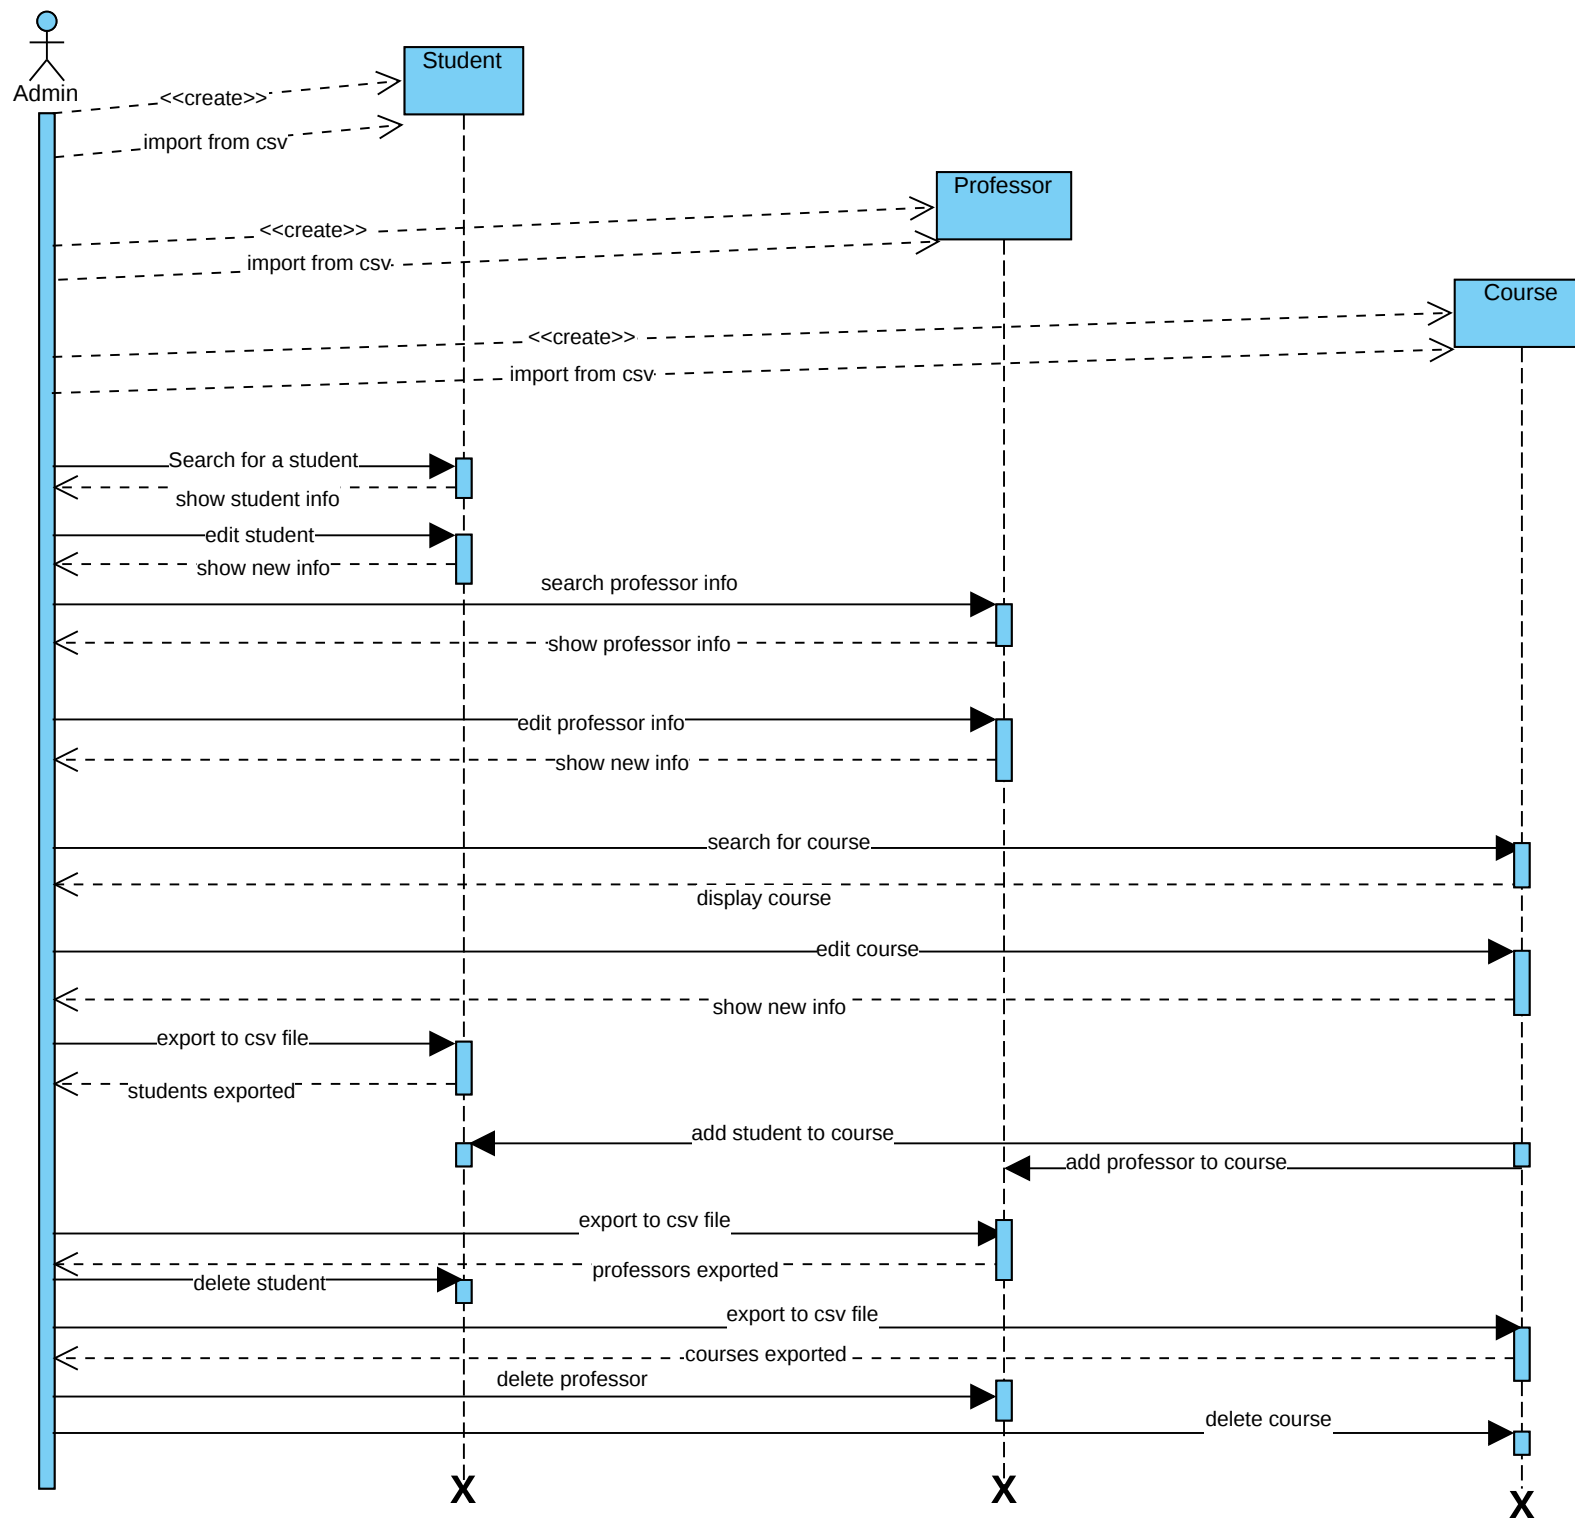 Student
Admin
<<create>>
import from csv
Professor
<<create>>
import from csv
Course
<<create>>
import from csv
Search for a student
show student info
edit student
show new info
search professor info
show professor info
edit professor info
show new info
search for course
display course
edit course
show new info
export to csv file
students exported
add student to course
add professor to course
export to csv file
professors exported
delete student
export to csv file
courses exported
delete professor
delete course
X
X
X